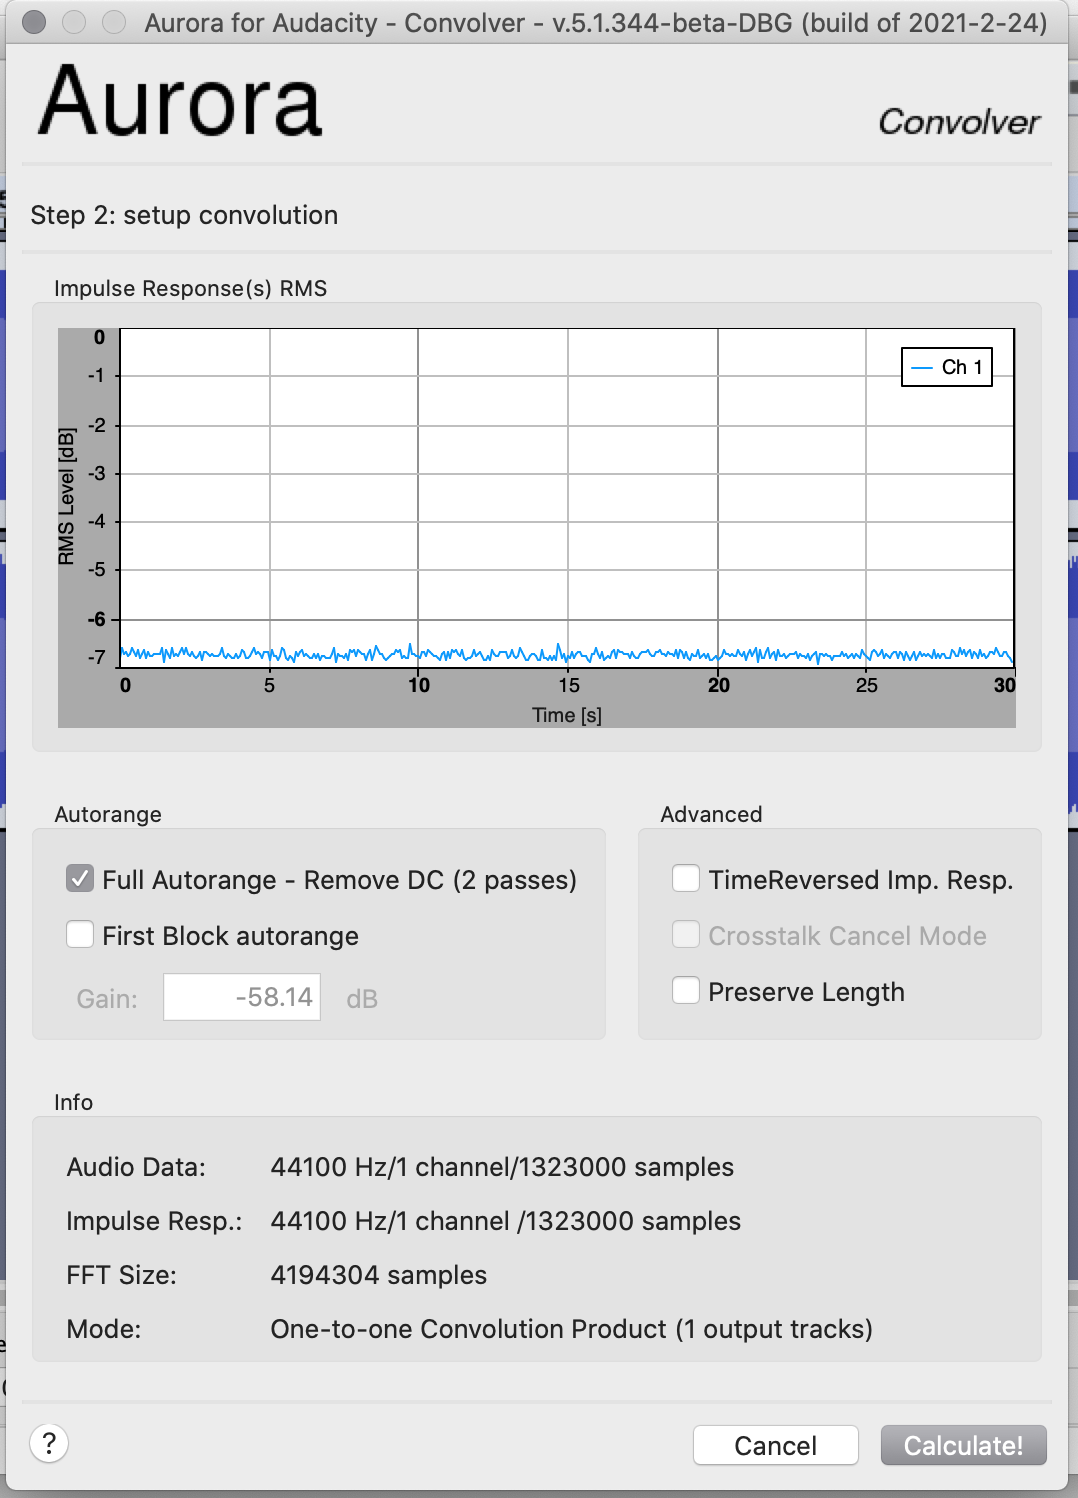 Aurora for Audacity - Convolver - v.5.1.344-beta-DBG (build of 2021-2-24)
Aurora
Convolver
Step 2: setup convolution
Impulse Response(s) RMS
0
-1
-2
-3
-4
-5
-6
-7
RMS Level [dB]
Ch 1
0 5 10 15 20 25 30
Time [s]
Autorange
Full Autorange - Remove DC (2 passes)
First Block autorange
Gain: -58.14 dB
Advanced
TimeReversed Imp. Resp.
Crosstalk Cancel Mode
Preserve Length
Info
Audio Data: 44100 Hz/1 channel/1323000 samples
Impulse Resp.: 44100 Hz/1 channel /1323000 samples
FFT Size: 4194304 samples
Mode: One-to-one Convolution Product (1 output tracks)
?
Cancel
Calculate!